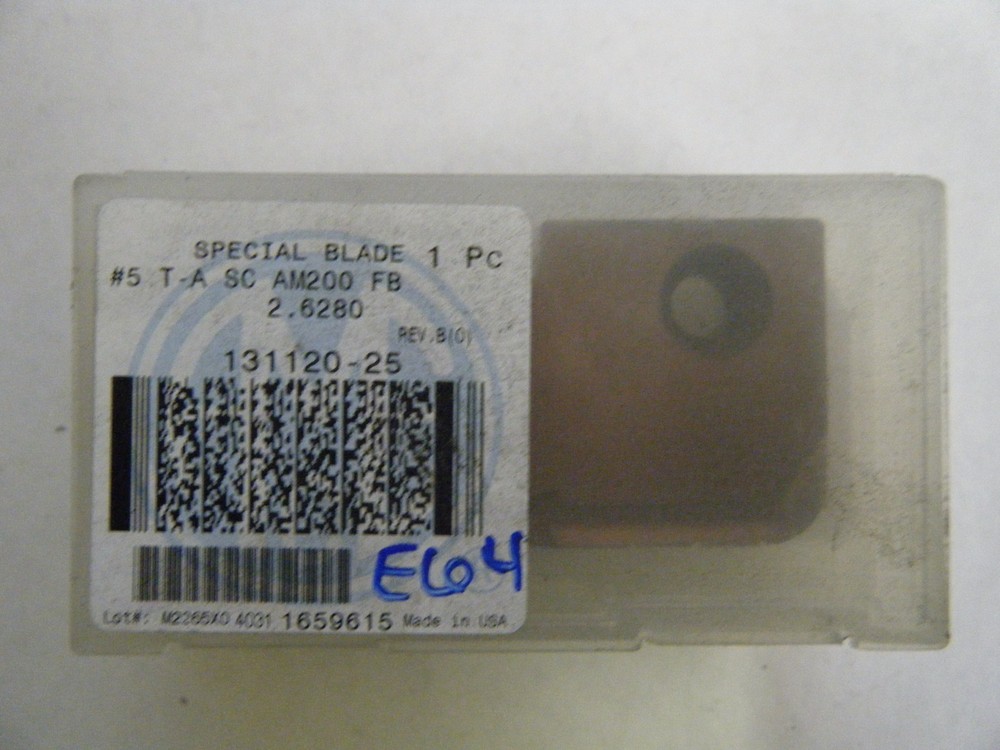 SPECIAL BLADE 1 Pc
#5 T-A SC AM200 FB
2.6280
REV.B(0)
131120-25
E64
Lot#: M2265X0 4031 1659615 Made in USA